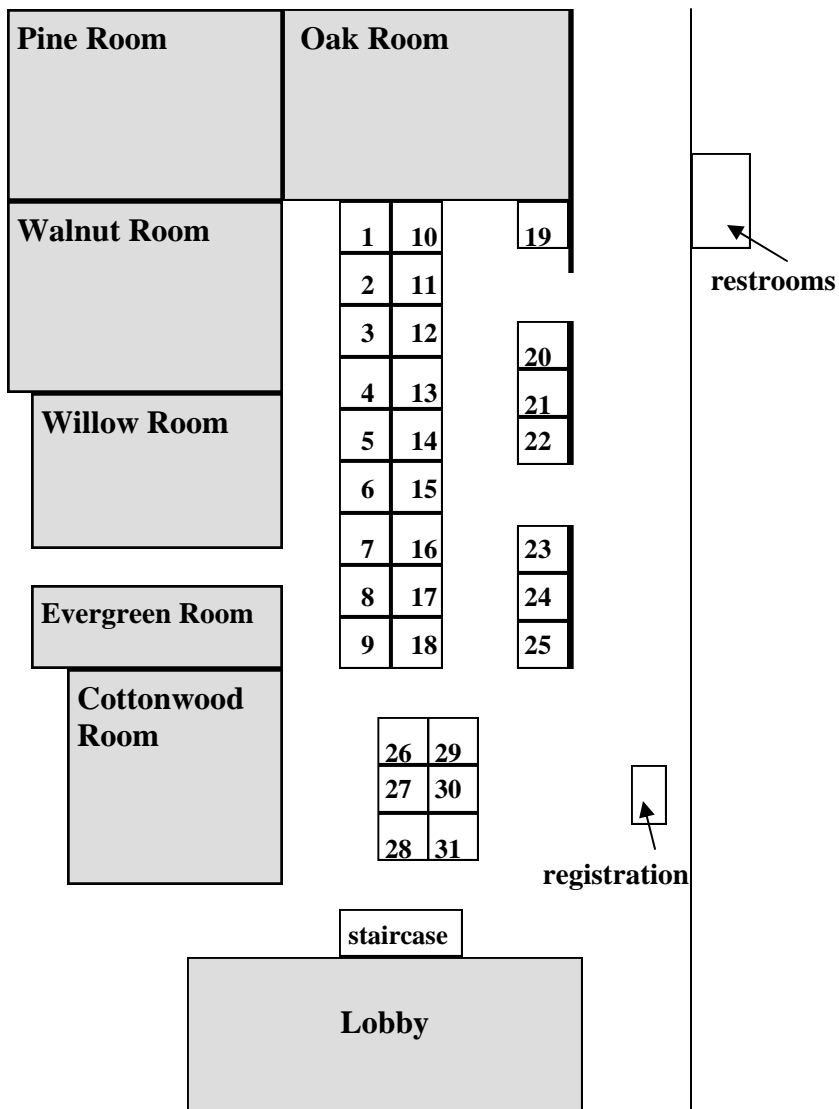 Pine Room
Oak Room
Walnut Room
1 10
19
2 11
restrooms
3 12
20
4 13
21
Willow Room
5 14
22
6 15
7 16
23
8 17
24
Evergreen Room
9 18
25
Cottonwood
Room
26 29
27 30
28 31
registration
staircase
Lobby